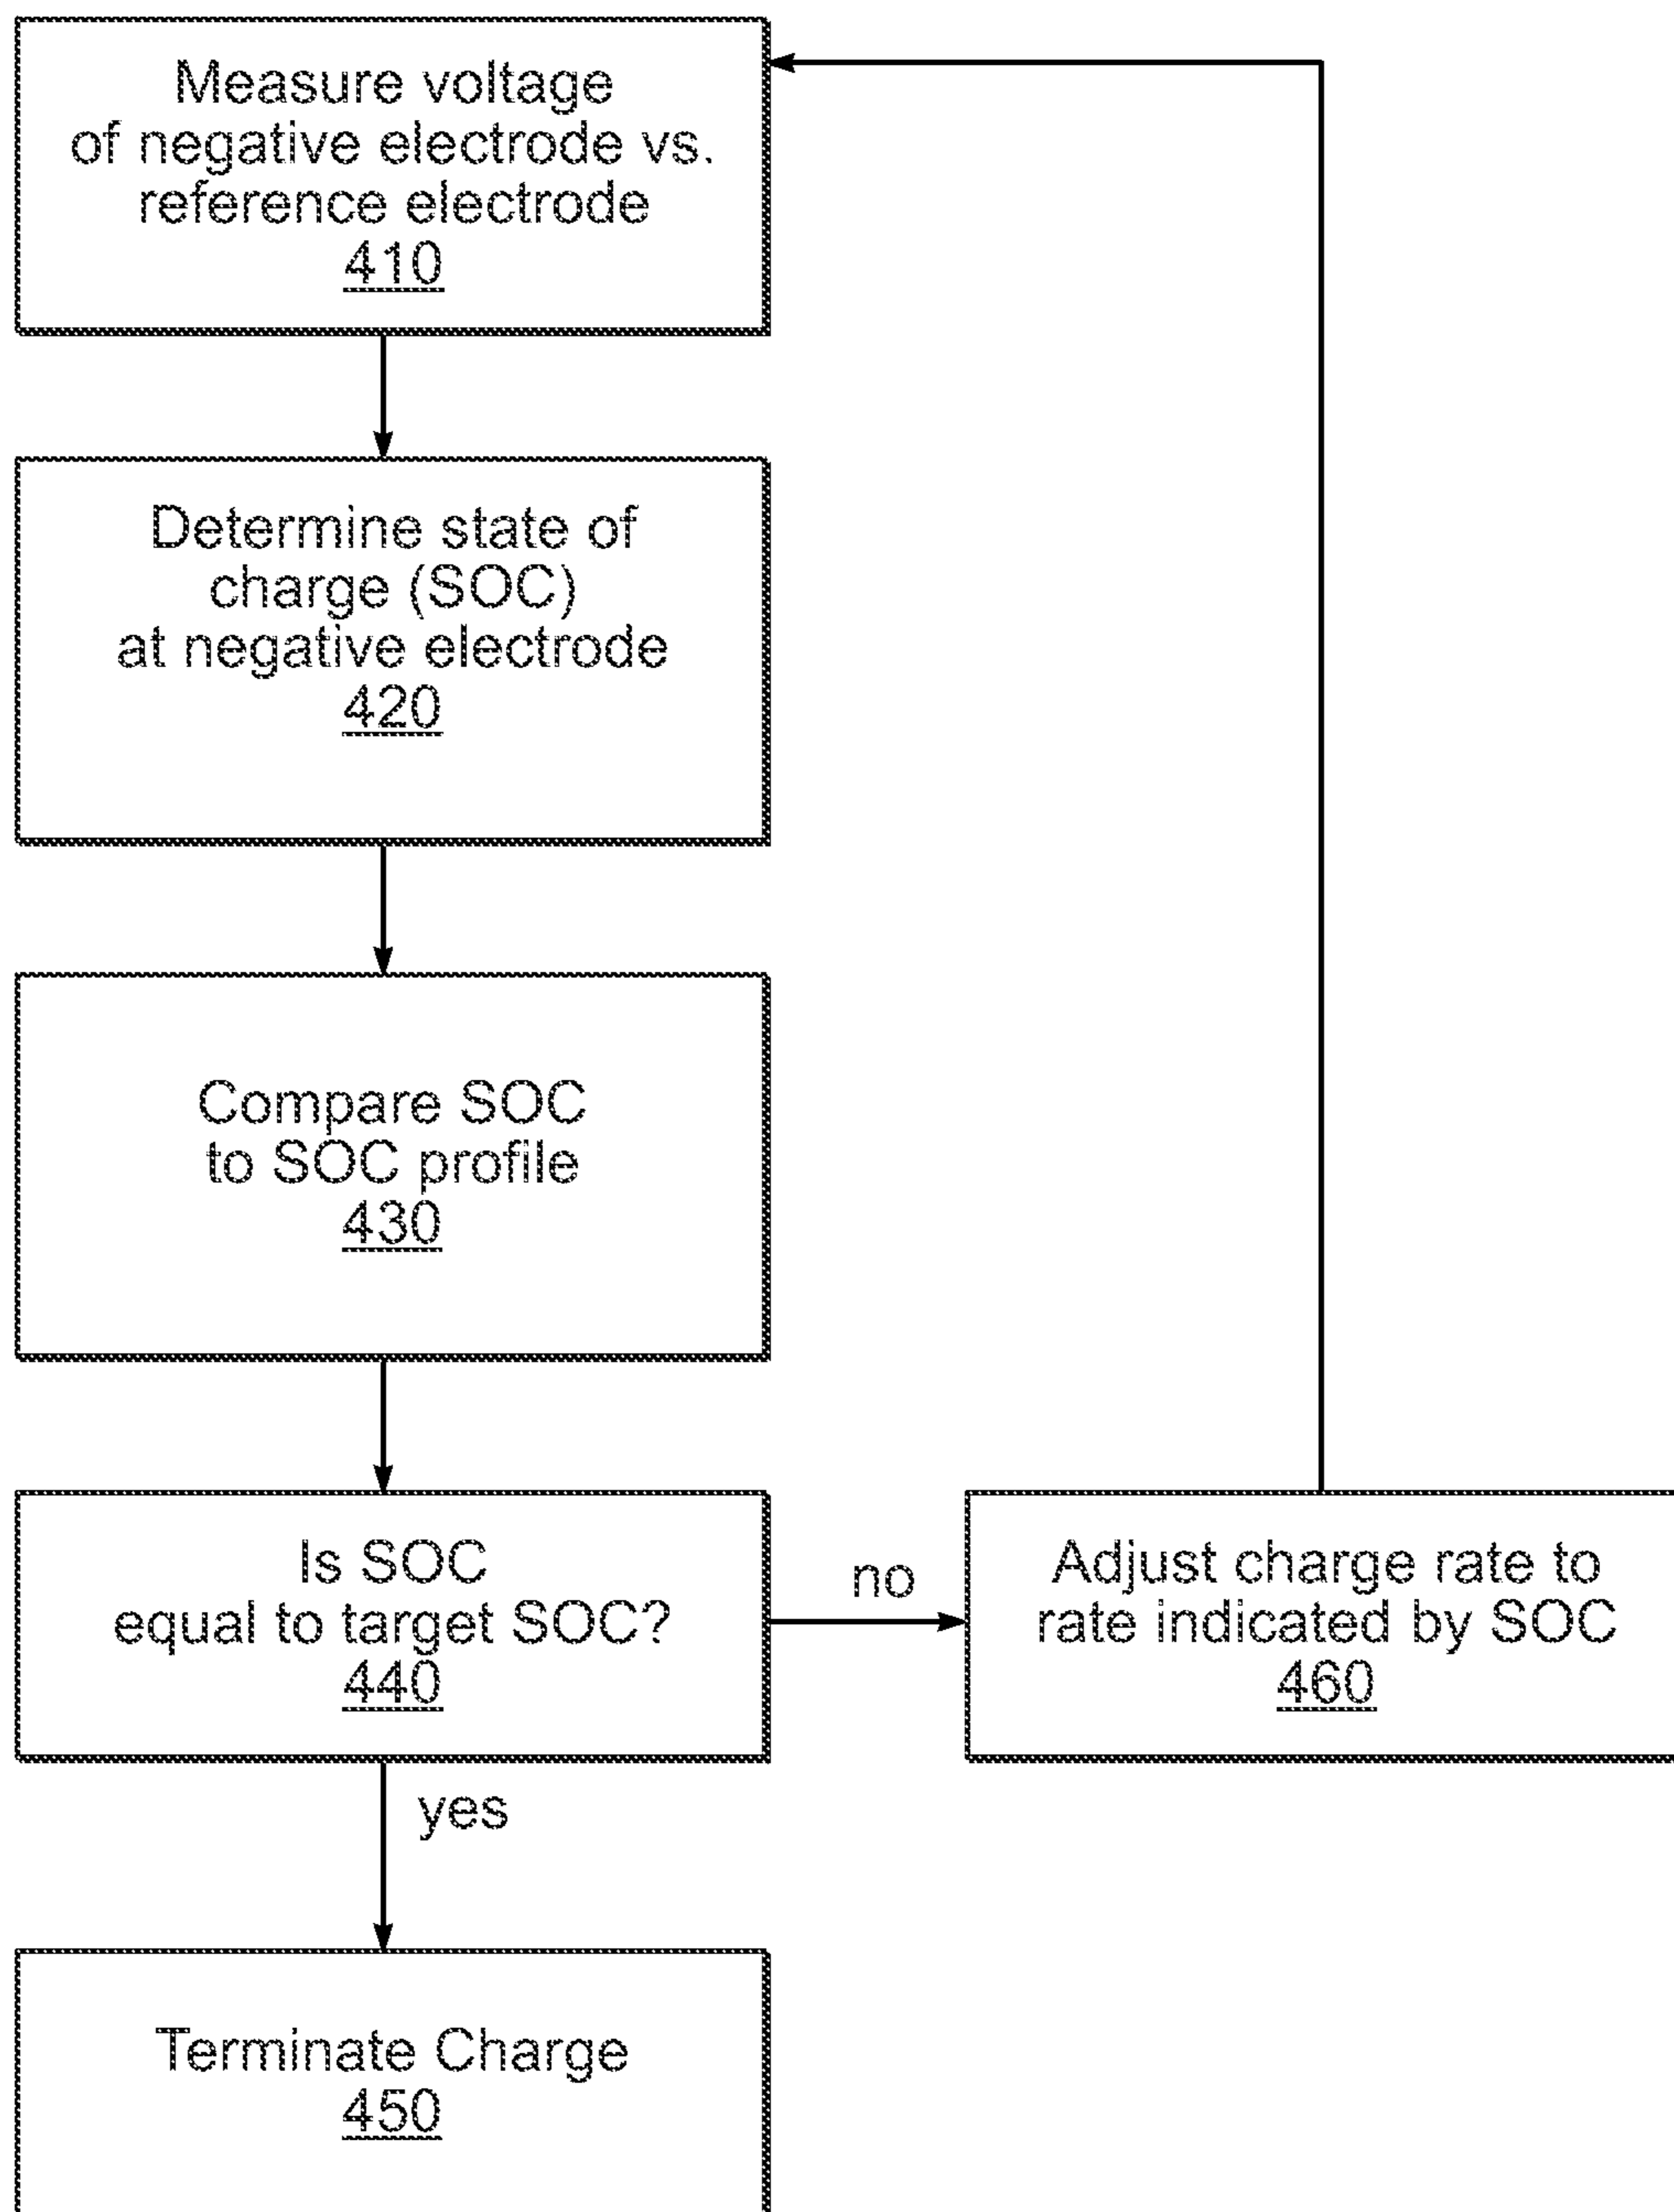 Measure voltage
of negative electrode vs.
reference electrode
410
Determine state of
charge (SOC)
at negative electrode
420
Compare SOC
to SOC profile
430
Is SOC
equal to target SOC?
440
no
Adjust charge rate to
rate indicated by SOC
460
yes
Terminate Charge
450